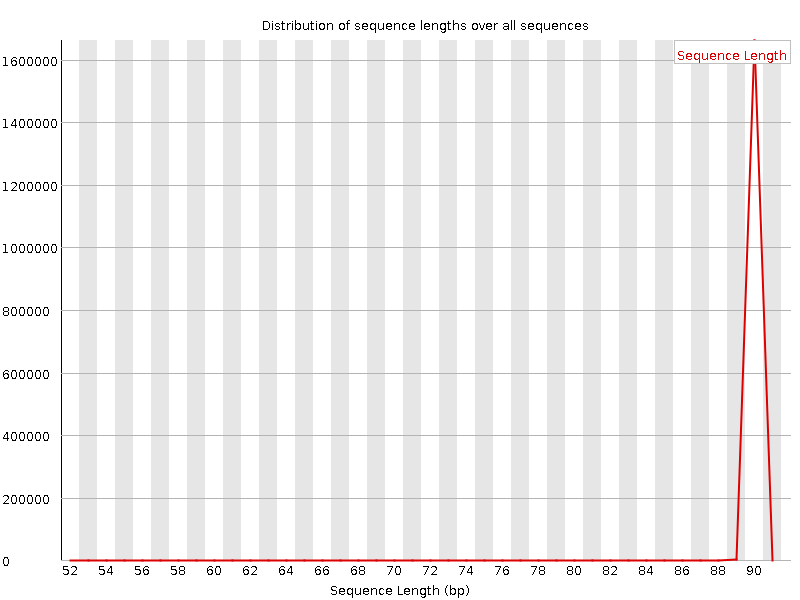 Distribution of sequence lengths over all sequences
Sequence Length
1600000
1400000
1200000
1000000
800000
600000
400000
200000
0
52 54 56 58 60 62 64 66 68 70 72 74 76 78 80 82 84 86 88 90
Sequence Length (bp)